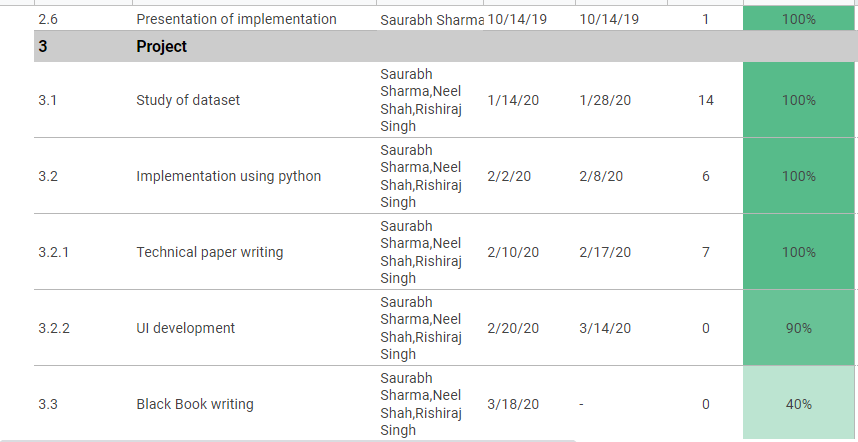 2.6 Presentation of implementation Saurabh Sharma 10/14/19 10/14/19 1 100%
3 Project
Saurabh
Sharma,Neel
3.1 Study of dataset Shah,Rishiraj 1/14/20 1/28/20 14 100%
Singh
Saurabh
Sharma,Neel
3.2 Implementation using python Shah,Rishiraj 2/2/20 2/8/20 6 100%
Singh
Saurabh
Sharma,Neel
3.2.1 Technical paper writing Shah,Rishiraj 2/10/20 2/17/20 7 100%
Singh
Saurabh
Sharma,Neel
3.2.2 UI development Shah,Rishiraj 2/20/20 3/14/20 0 90%
Singh
Saurabh
Sharma,Neel
3.3 Black Book writing Shah,Rishiraj 3/18/20 - 0 40%
Singh